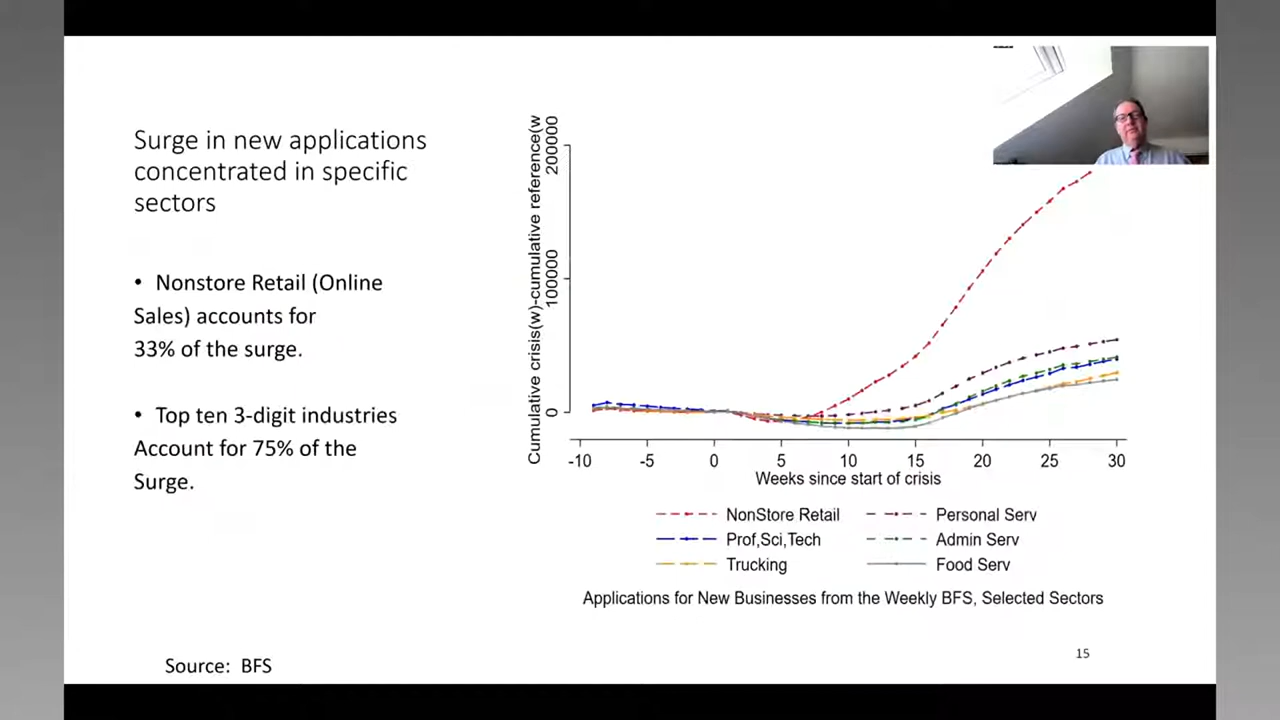 Surge in new applications
concentrated in specific
sectors
• Nonstore Retail (Online
Sales) accounts for
33% of the surge.
• Top ten 3-digit industries
Account for 75% of the
Surge.
Source: BFS
Cumulative crisis(w)-cumulative reference(w
200000
100000
0
-10 -5 0 5 10 15 20 25 30
Weeks since start of crisis
NonStore Retail Personal Serv
Prof,Sci,Tech Admin Serv
Trucking Food Serv
Applications for New Businesses from the Weekly BFS, Selected Sectors
15